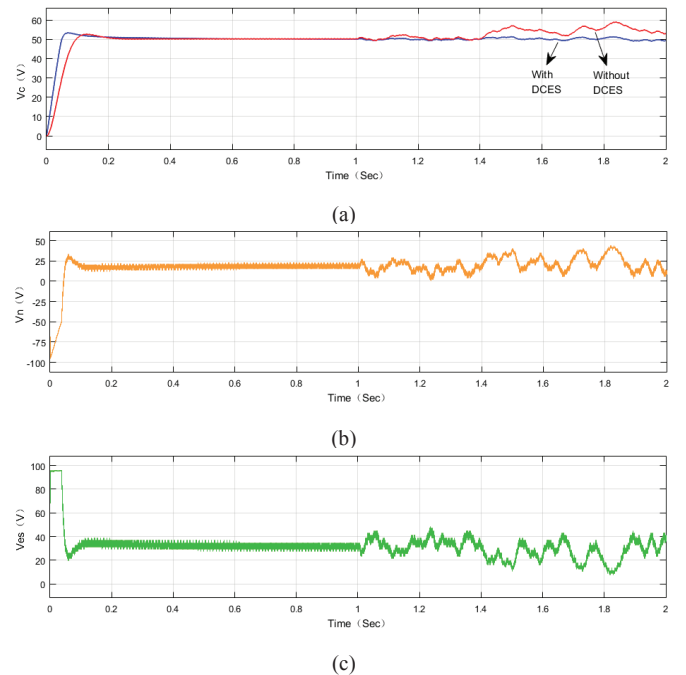 60
50
40
30
20
10
0
Vc（V）
With
DCES
Without
DCES
0 0.2 0.4 0.6 0.8 1 1.2 1.4 1.6 1.8 2
Time（Sec）
(a)
50
25
0
-25
-50
-75
-100
Vn（V）
0 0.2 0.4 0.6 0.8 1 1.2 1.4 1.6 1.8 2
Time（Sec）
(b)
100
80
60
40
20
0
Ves（V）
0 0.2 0.4 0.6 0.8 1 1.2 1.4 1.6 1.8 2
Time（Sec）
(c)